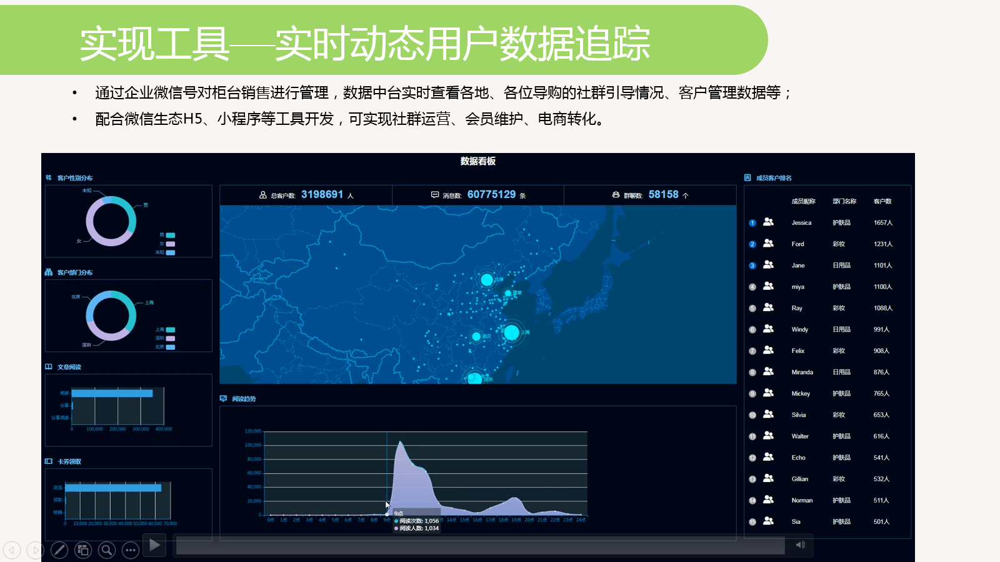 实现工具——实时动态用户数据追踪
• 通过企业微信号对柜台销售进行管理，数据中台实时查看各地、各位导购的社群引导情况、客户管理数据等；
• 配合微信生态H5、小程序等工具开发，可实现社群运营、会员维护、电商转化。
数据看板
客户性别分布
未知
男
女
男
女
未知
客户部门分布
北京
上海
深圳
上海
深圳
北京
文章阅读
阅读
分享
分享阅读
0 100,000 200,000 300,000 400,000
卡券领取
浏览
领取
核销
0 10,000 20,000 30,000 40,000 50,000 60,000 70,000
总客户数: 3198691 人
消息数: 60775129 条
群聊数: 58158 个
北京
蓬莱
武汉
上海
深圳
阅读趋势
120,000
100,000
80,000
60,000
40,000
20,000
0
0点 1点 2点 3点 4点 5点 6点 7点 8点 9点 14点 15点 16点 17点 18点 19点 20点 21点 22点 23点 24点
9点
阅读次数: 1,056
阅读人数: 1,034
成员客户排名
成员昵称 部门名称 客户数
1 Jessica 护肤品 1657人
2 Ford 彩妆 1231人
3 Jane 日用品 1101人
4 miya 护肤品 1100人
5 Ray 彩妆 1088人
6 Windy 日用品 991人
7 Felix 彩妆 908人
8 Miranda 日用品 876人
9 Mickey 护肤品 765人
10 Silvia 彩妆 653人
11 Walter 护肤品 616人
12 Echo 护肤品 541人
13 Gillian 彩妆 532人
14 Norman 护肤品 511人
15 Sia 护肤品 501人